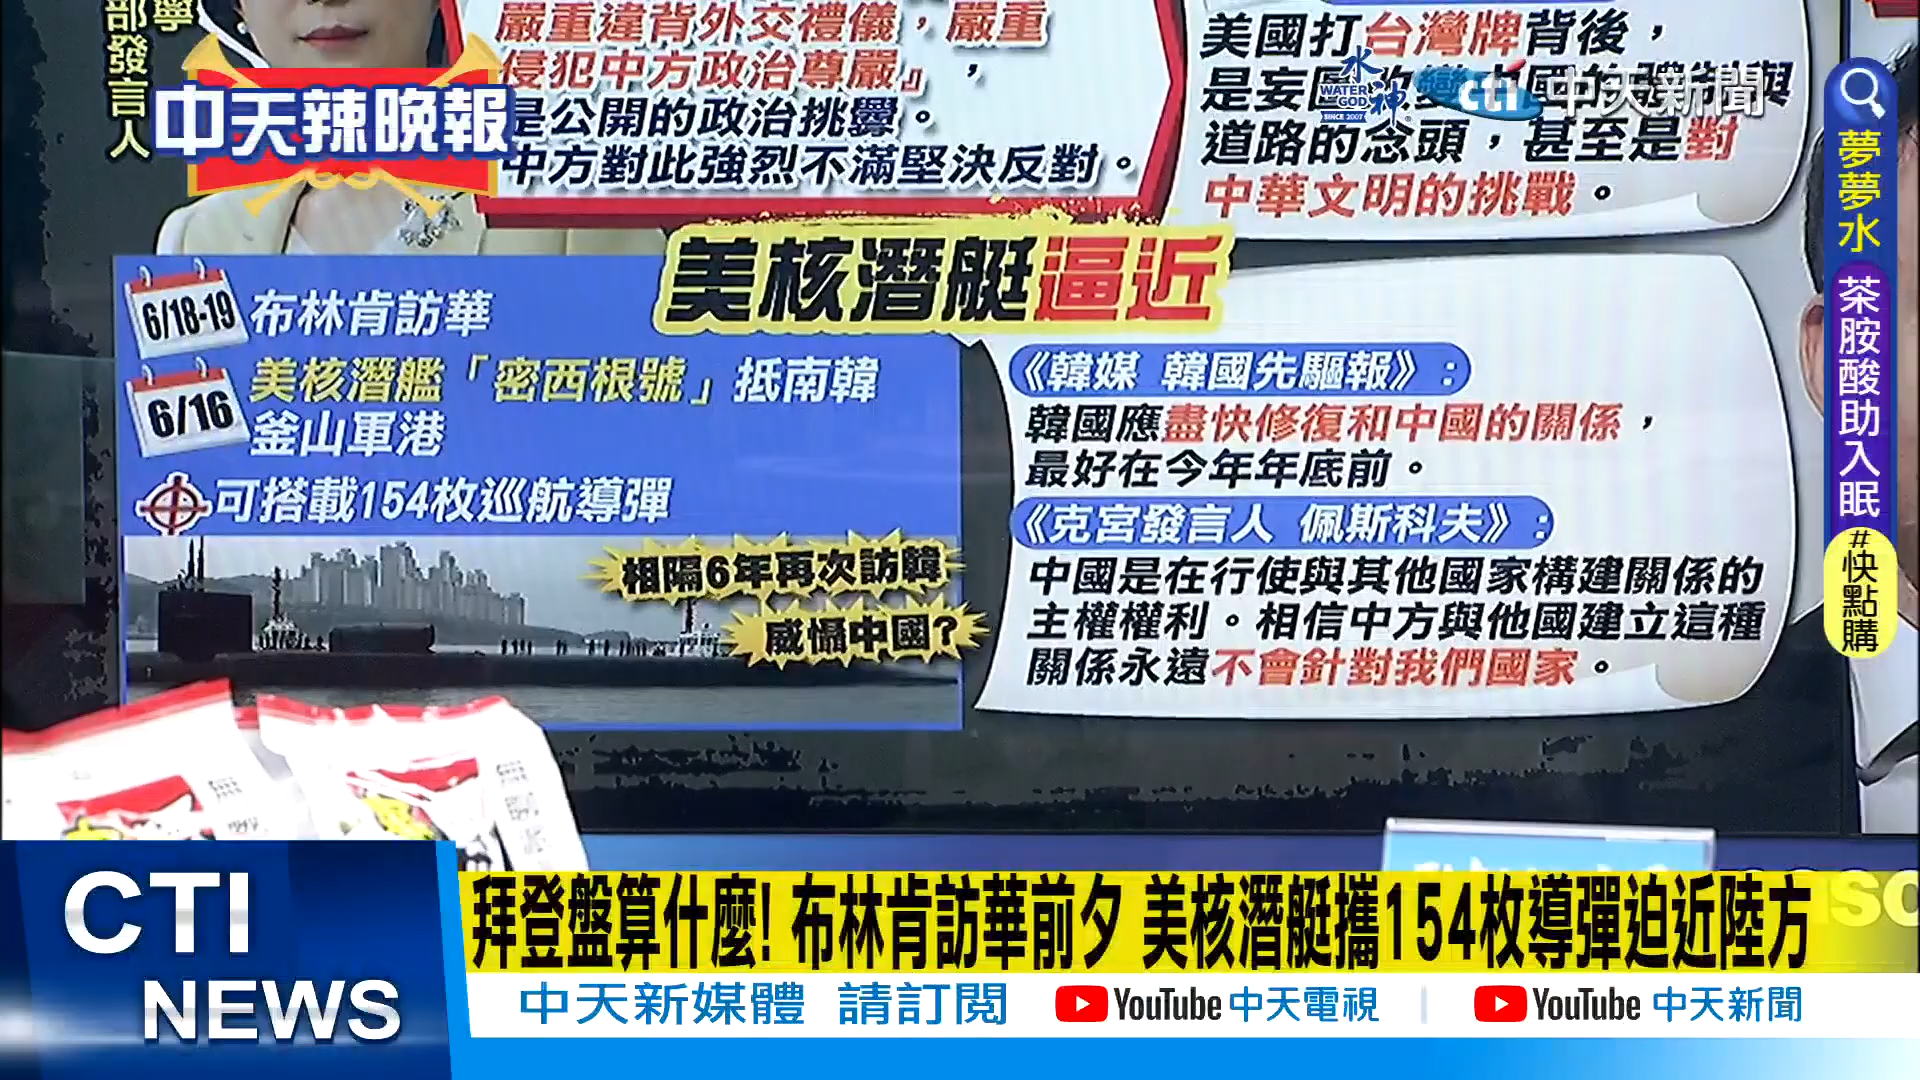 部發言人
嚴重違背外交禮儀，嚴重
侵犯中方政治尊嚴』，
是公開的政治挑釁。
中方對此強烈不滿堅決反對。
中天辣晚報
美國打台灣牌背後，
道路的念頭，甚至是對
中華文明的挑戰。
水神
WATER GOD
SINCE 2007
CTi 中天新聞
夢夢水
茶胺酸助入眠
#快點購
美核潛艇逼近
6/18-19 布林肯訪華
6/16 美核潛艦「密西根號」抵南韓
釜山軍港
可搭載154枚巡航導彈
相隔6年再次訪韓
威懾中國?
《韓媒 韓國先驅報》:
韓國應盡快修復和中國的關係，
最好在今年年底前。
《克宮發言人 佩斯科夫》:
中國是在行使與其他國家構建關係的
主權權利。相信中方與他國建立這種
關係永遠不會針對我們國家。
CTI
NEWS
拜登盤算什麼! 布林肯訪華前夕 美核潛艇攜154枚導彈迫近陸方
中天新媒體 請訂閱 YouTube 中天電視 | YouTube 中天新聞